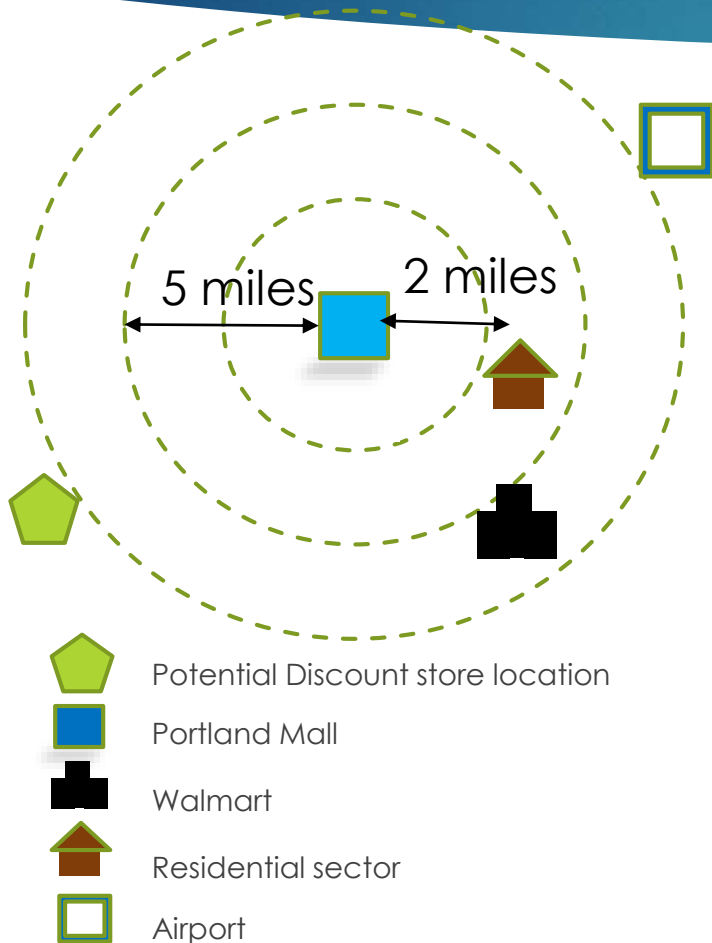 5 miles
2 miles
Potential Discount store location
Portland Mall
Walmart
Residential sector
Airport